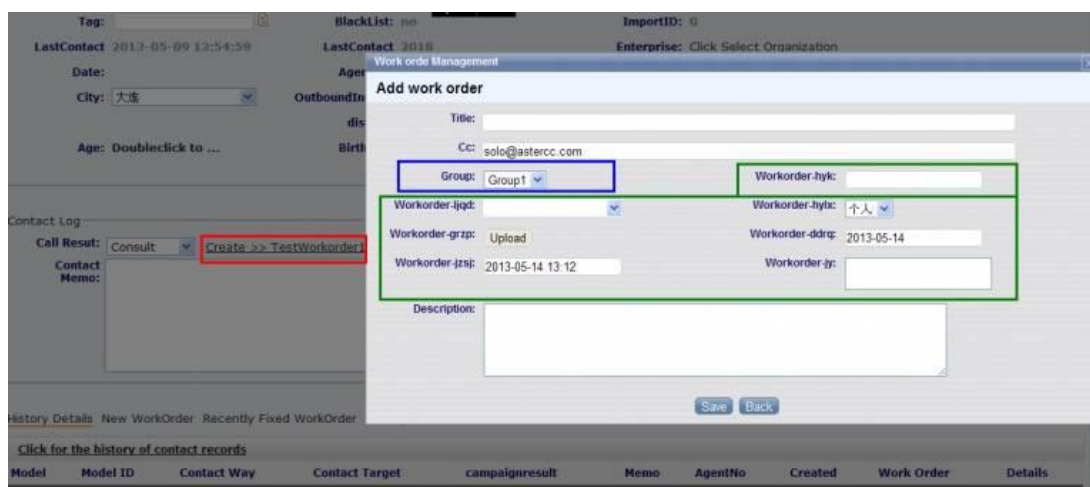 Tag:
BlackList: no
ImportID: 0
LastContact 2013-05-09 13:54:59
LastContact 2018
Enterprise: Click Select Organization
Work orde Management
Date:
Agen
Add work order
City: 大连
OutboundIn
Title:
dis
Age: Doubleclick to ...
Birth
Cc: solo@astercc.com
Group: Group1
Workorder-hyk:
Workorder-ljqd:
Workorder-hylx: 个人
Contact Log
Call Resut: Consult
Create >> TestWorkorder1
Workorder-grzp: Upload
Workorder-ddrq: 2013-05-14
Contact Memo:
Workorder-jzsj: 2013-05-14 13:12
Workorder-jy:
Description:
Save Back
History Details New WorkOrder Recently Fixed WorkOrder
Click for the history of contact records
Model Model ID Contact Way Contact Target campaignresult Memo AgentNo Created Work Order Details